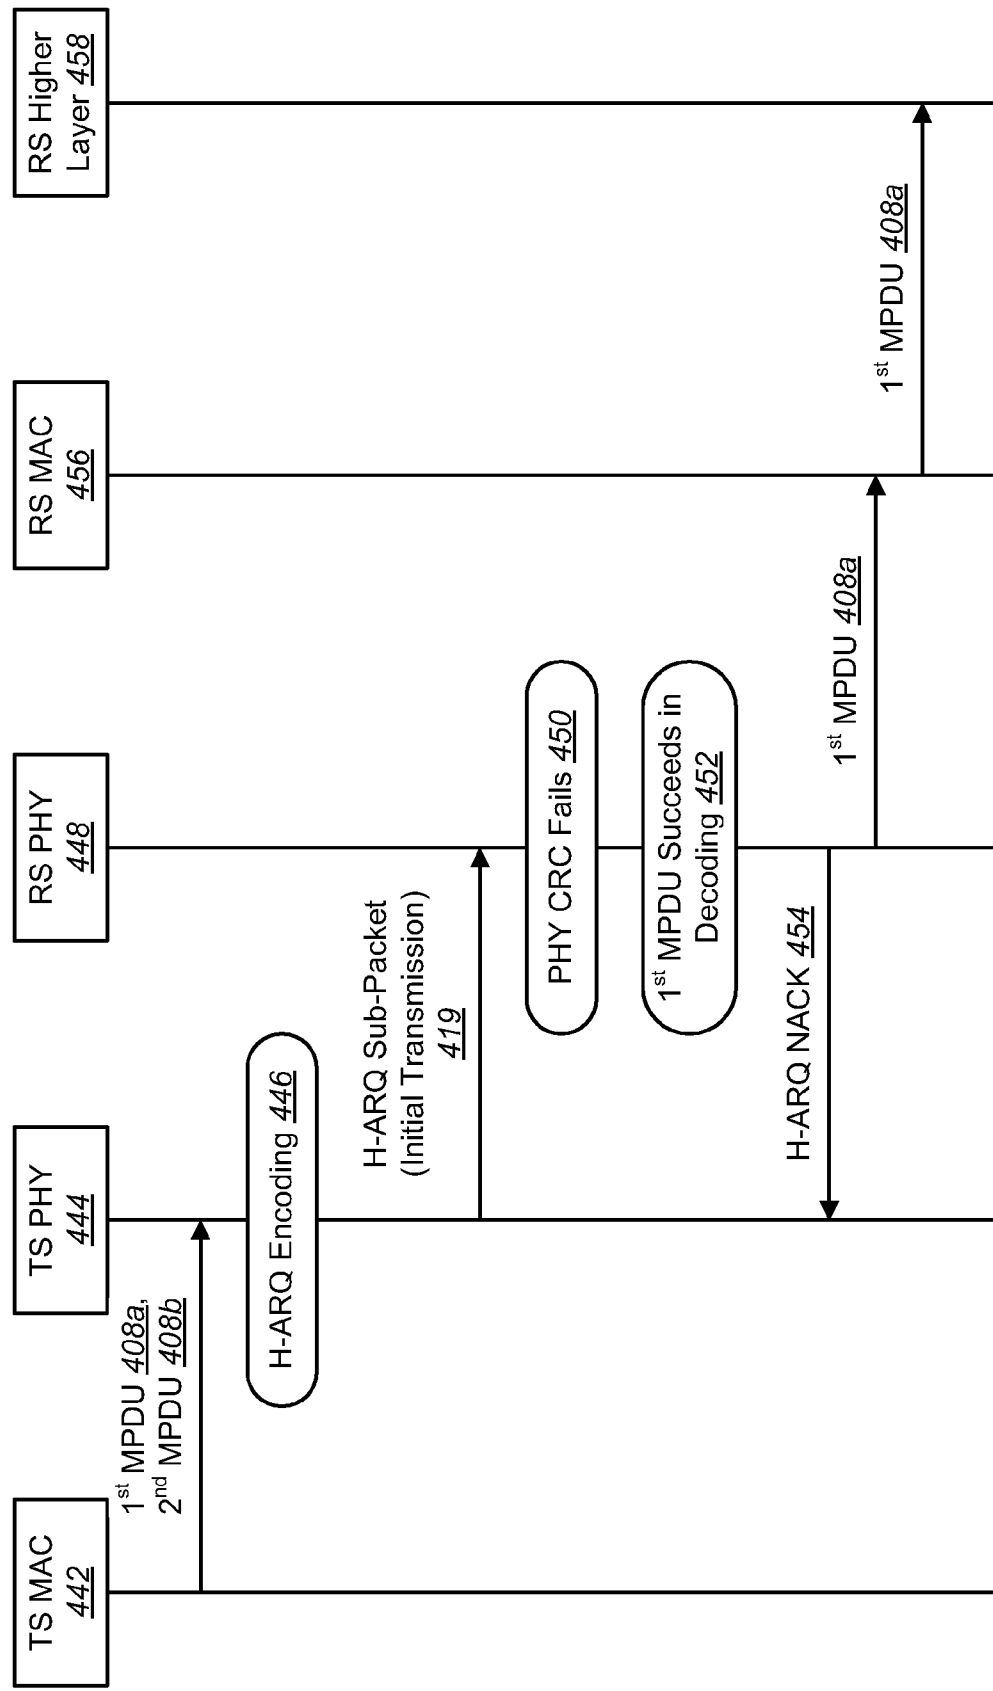 TS MAC
442
TS PHY
444
RS PHY
448
RS MAC
456
RS Higher
Layer 458
1st MPDU 408a,
2nd MPDU 408b
H-ARQ Encoding 446
H-ARQ Sub-Packet
(Initial Transmission)
419
PHY CRC Fails 450
1st MPDU Succeeds in
Decoding 452
H-ARQ NACK 454
1st MPDU 408a
1st MPDU 408a